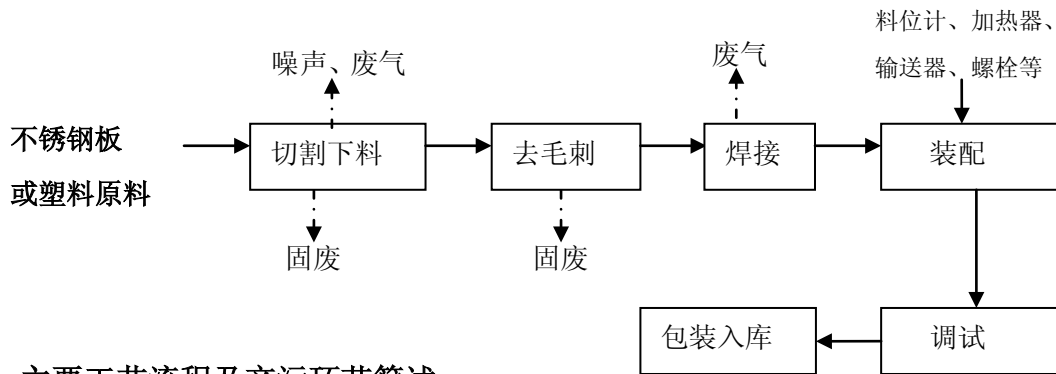 料位计、加热器、
输送器、螺栓等
噪声、废气
废气
不锈钢板
或塑料原料
切割下料
去毛刺
焊接
装配
固废
固废
包装入库
调试